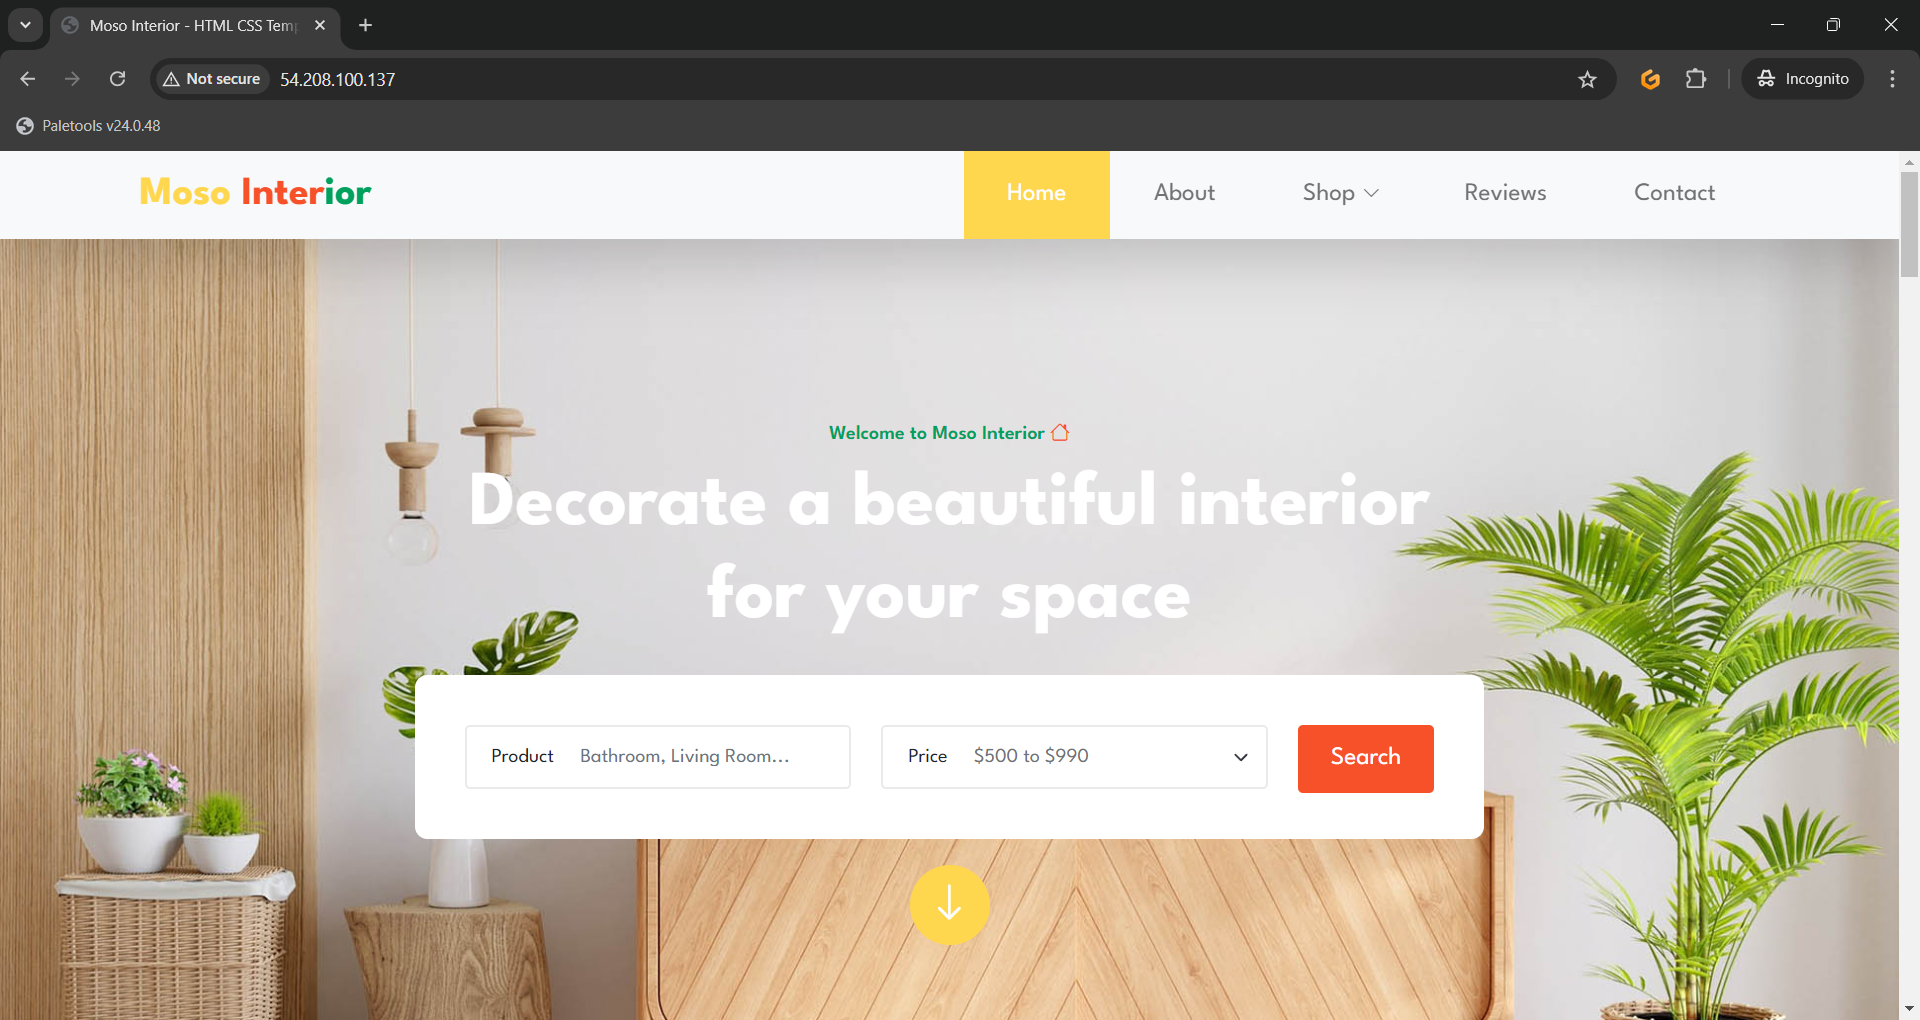 Moso Interior - HTML CSS Temp
Not secure
54.208.100.137
Incognito
Paletools v24.0.48
Moso Interior
Home
About
Shop
Reviews
Contact
Welcome to Moso Interior
Decorate a beautiful interior
for your space
Product
Bathroom, Living Room...
Price
$500 to $990
Search